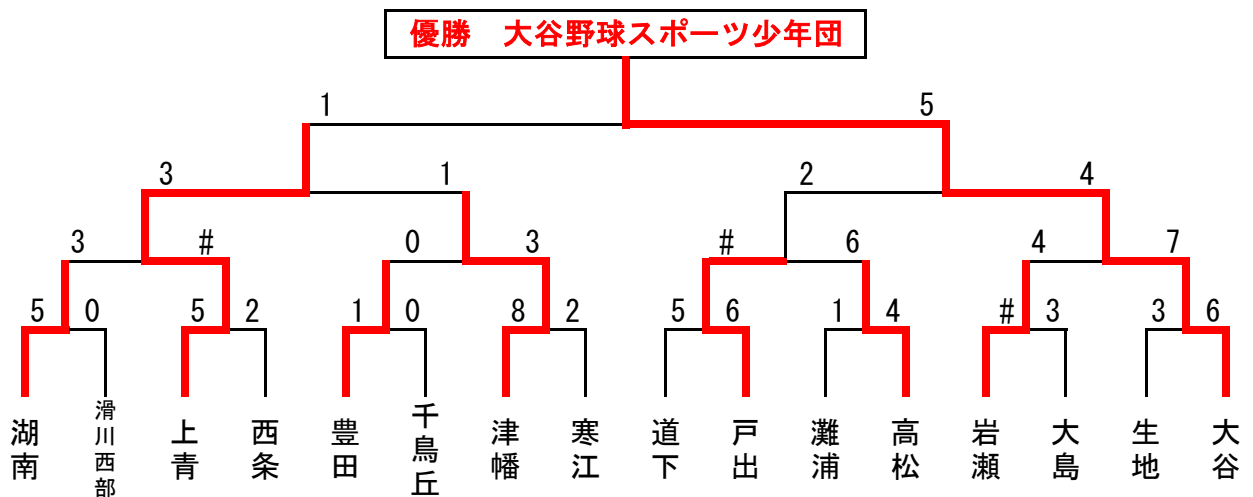 優勝　大谷野球スポーツ少年団
1 5
3 1 2 4
3 # 0 3 # 6 4 7
5 0 5 2 1 0 8 2 5 6 1 4 # 3 3 6
湖南 滑川西部 上青 西条 豊田 千鳥丘 津幡 寒江 道下 戸出 灘浦 高松 岩瀬 大島 生地 大谷